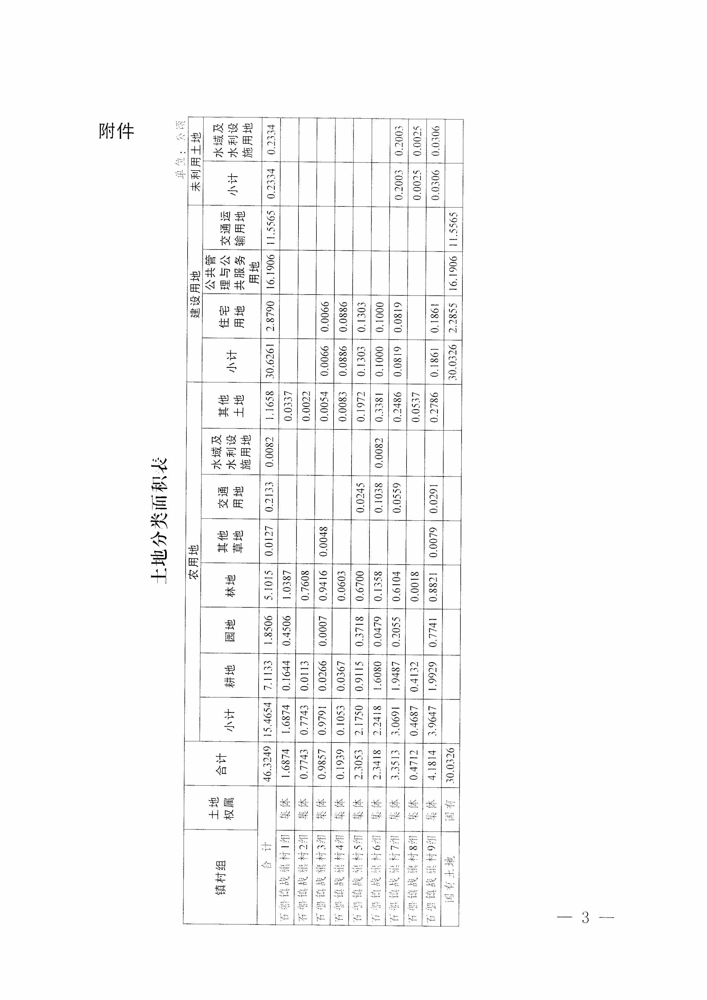 附件
土地分类面积表
单位：公顷
镇村组 土地权属 合计 农用地 建设用地 未利用土地
小计 耕地 园地 林地 其他草地 交通用地 水域及水利设施用地 其他土地 小计 住宅用地 公共管理与公共服务用地 交通运输用地 小计 水域及水利设施用地
合计 46.3249 15.4654 7.1133 1.8506 5.1015 0.0127 0.2133 0.0082 1.1658 30.6261 2.8790 16.1906 11.5565 0.2334 0.2334
石船镇战旗村1组 集体 1.6874 1.6874 0.1644 0.4506 1.0387 0.0337
石船镇战旗村2组 集体 0.7743 0.7743 0.0113 0.7608 0.0022
石船镇战旗村3组 集体 0.9857 0.9791 0.0266 0.0007 0.9416 0.0048 0.0054 0.0066 0.0066
石船镇战旗村4组 集体 0.1939 0.1053 0.0367 0.0603 0.0083 0.0886 0.0886
石船镇战旗村5组 集体 2.3053 2.1750 0.9115 0.3718 0.6700 0.0245 0.1972 0.1303 0.1303
石船镇战旗村6组 集体 2.3418 2.2418 1.6080 0.0479 0.1358 0.1038 0.0082 0.3381 0.1000 0.1000
石船镇战旗村7组 集体 3.3513 3.0691 1.9487 0.2055 0.6104 0.0559 0.2486 0.0819 0.0819 0.2003 0.2003
石船镇战旗村8组 集体 0.4712 0.4687 0.4132 0.0018 0.0537 0.0025 0.0025
石船镇战旗村9组 集体 4.1814 3.9647 1.9929 0.7741 0.8821 0.0079 0.0291 0.2786 0.1861 0.1861 0.0306 0.0306
国有土地 国有 30.0326 30.0326 2.2855 16.1906 11.5565
— 3 —